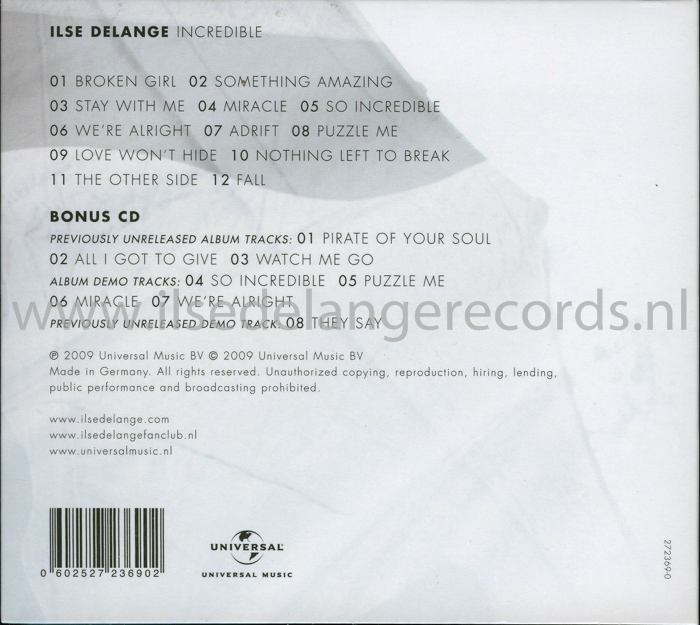 ILSE DELANGE INCREDIBLE
01 BROKEN GIRL 02 SOMETHING AMAZING
03 STAY WITH ME 04 MIRACLE 05 SO INCREDIBLE
06 WE'RE ALRIGHT 07 ADRIFT 08 PUZZLE ME
09 LOVE WON'T HIDE 10 NOTHING LEFT TO BREAK
11 THE OTHER SIDE 12 FALL
BONUS CD
PREVIOUSLY UNRELEASED ALBUM TRACKS: 01 PIRATE OF YOUR SOUL
02 ALL I GOT TO GIVE 03 WATCH ME GO
ALBUM DEMO TRACKS: 04 SO INCREDIBLE 05 PUZZLE ME
06 MIRACLE 07 WE'RE ALRIGHT
www.ilsedelangerecords.nl
PREVIOUSLY UNRELEASED DEMO TRACK: 08 THEY SAY
℗ 2009 Universal Music BV © 2009 Universal Music BV
Made in Germany. All rights reserved. Unauthorized copying, reproduction, hiring, lending,
public performance and broadcasting prohibited.
www.ilsedelange.com
www.ilsedelangefanclub.nl
www.universalmusic.nl
0 602527 236902
UNIVERSAL
UNIVERSAL MUSIC
272369-0